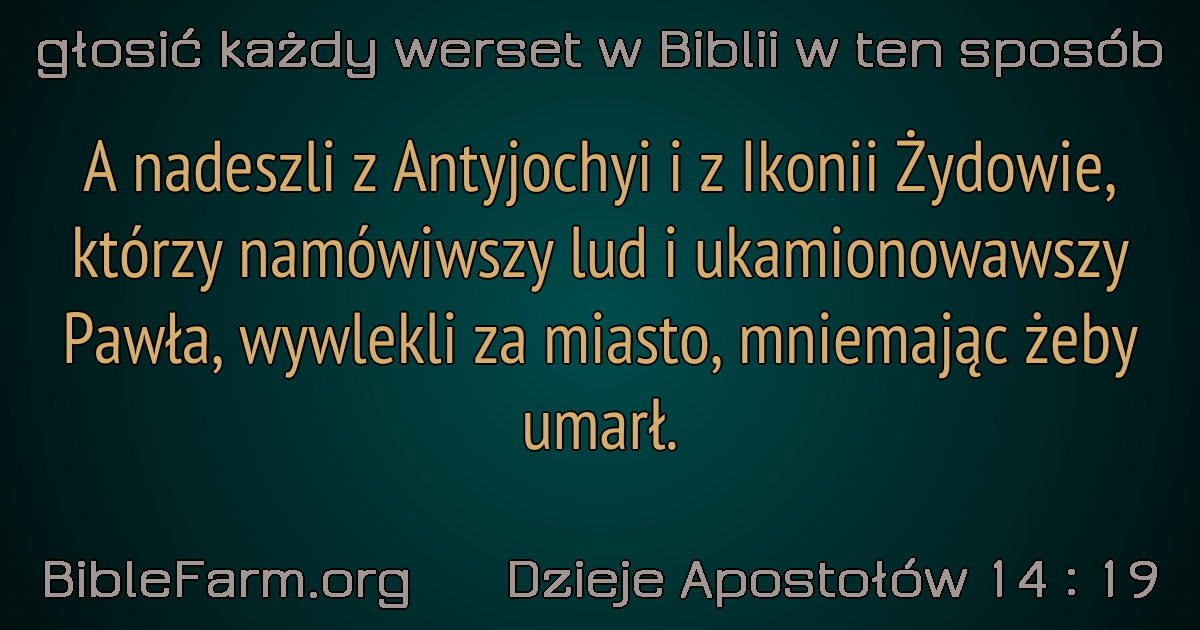 głosić każdy werset w Biblii w ten sposób
A nadeszli z Antyjochyi i z Ikonii Żydowie,
którzy namówiwszy lud i ukamionowawszy
Pawła, wywlekli za miasto, mniemając żeby
umarł.
BibleFarm.org Dzieje Apostołów 14 : 19